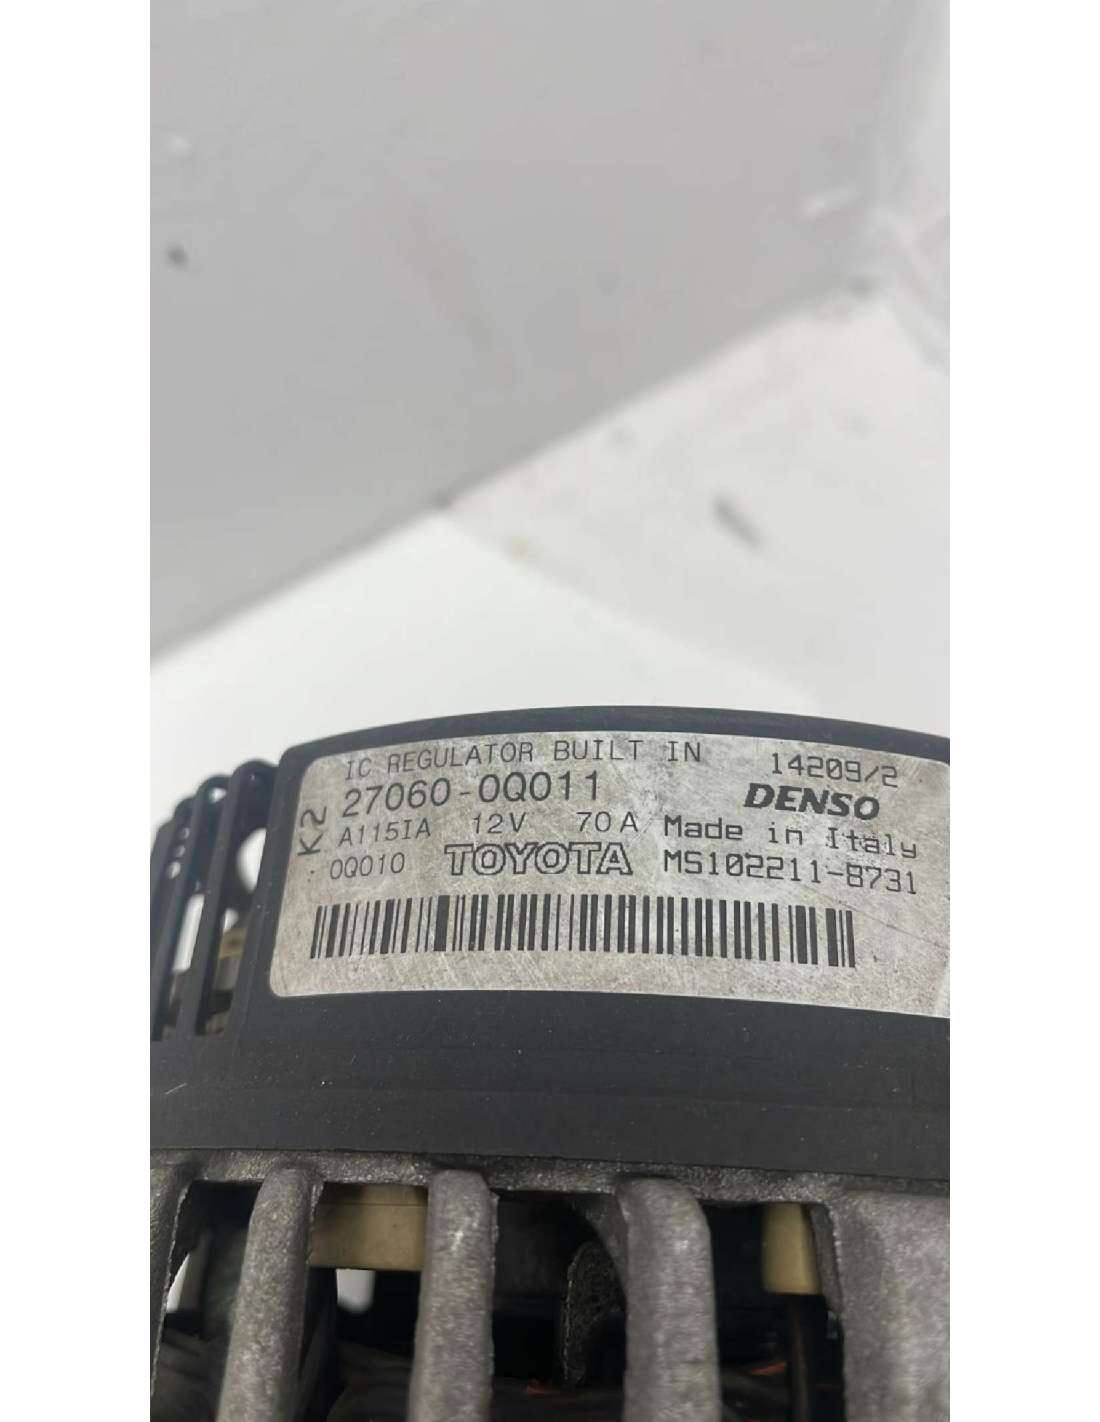 IC REGULATOR BUILT IN 14209/2
K2 27060-0Q011 DENSO
A115IA 12V 70A Made in Italy
0Q010 TOYOTA MS102211-8731